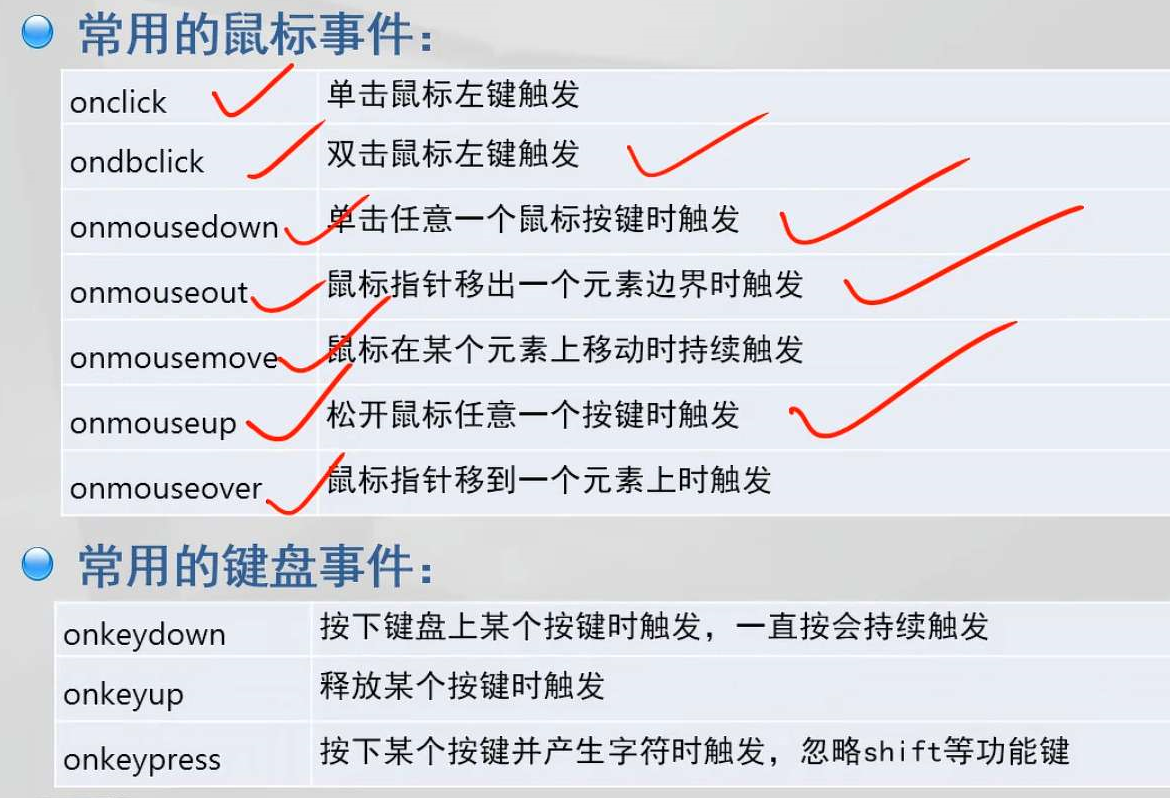 常用的鼠标事件：
onclick 单击鼠标左键触发
ondbclick 双击鼠标左键触发
onmousedown 单击任意一个鼠标按键时触发
onmouseout 鼠标指针移出一个元素边界时触发
onmousemove 鼠标在某个元素上移动时持续触发
onmouseup 松开鼠标任意一个按键时触发
onmouseover 鼠标指针移到一个元素上时触发
常用的键盘事件：
onkeydown 按下键盘上某个按键时触发，一直按会持续触发
onkeyup 释放某个按键时触发
onkeypress 按下某个按键并产生字符时触发，忽略shift等功能键